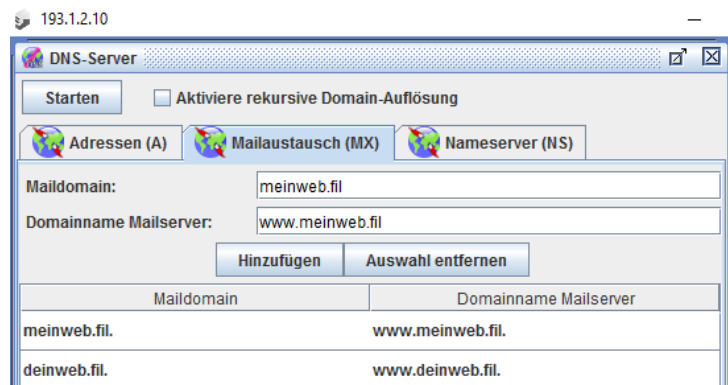 193.1.2.10
DNS-Server
Starten Aktiviere rekursive Domain-Auflösung
Adressen (A) Mailaustausch (MX) Nameserver (NS)
Maildomain: meinweb.fil
Domainname Mailserver: www.meinweb.fil
Hinzufügen Auswahl entfernen
Maildomain Domainname Mailserver
meinweb.fil. www.meinweb.fil.
deinweb.fil. www.deinweb.fil.